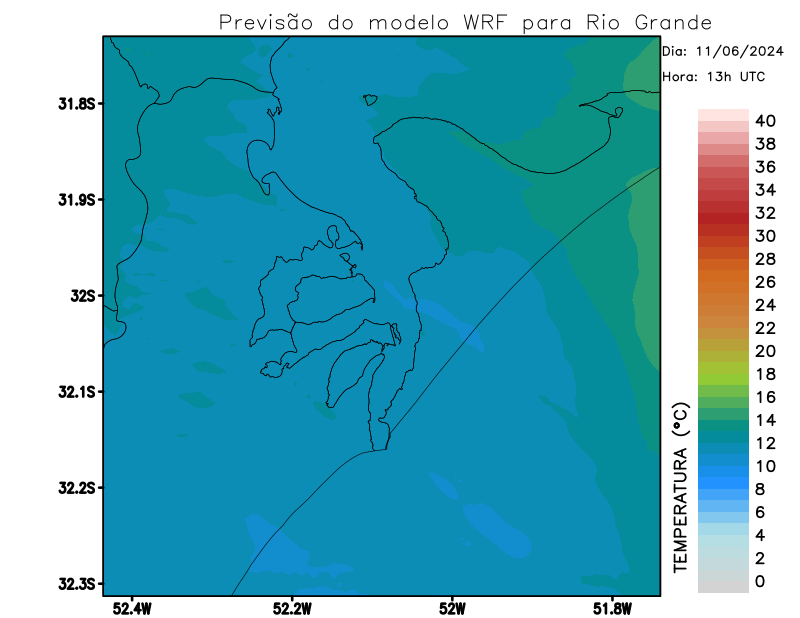 Previsão do modelo WRF para Rio Grande
Dia: 11/06/2024
Hora: 13h UTC
31.8S
31.9S
32S
32.1S
32.2S
32.3S
52.4W
52.2W
52W
51.8W
TEMPERATURA (°C)
40
38
36
34
32
30
28
26
24
22
20
18
16
14
12
10
8
6
4
2
0